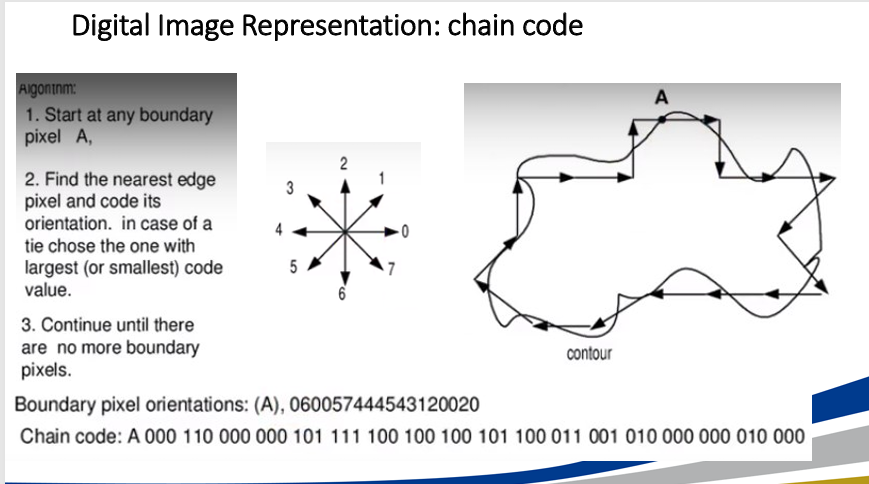 Digital Image Representation: chain code
Algorithm:
1. Start at any boundary
pixel A,
2. Find the nearest edge
pixel and code its
orientation. in case of a
tie chose the one with
largest (or smallest) code
value.
3. Continue until there
are no more boundary
pixels.
2
3
1
4
0
5
7
6
A
contour
Boundary pixel orientations: (A), 060057444543120020
Chain code: A 000 110 000 000 101 111 100 100 100 101 100 011 001 010 000 000 010 000